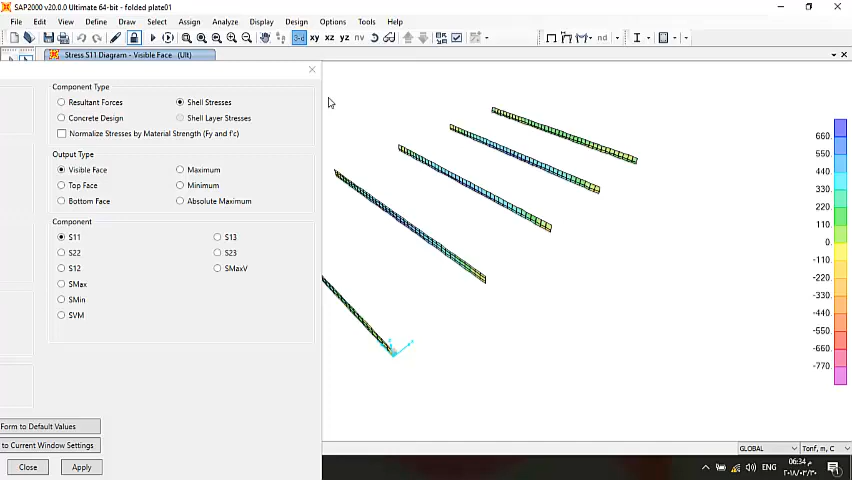 SAP2000 v20.0.0 Ultimate 64-bit - folded plate01
File Edit View Define Draw Select Assign Analyze Display Design Options Tools Help
3-d xy xz yz nv
Stress S11 Diagram - Visible Face (Ult)
Component Type
Resultant Forces Shell Stresses
Concrete Design Shell Layer Stresses
Normalize Stresses by Material Strength (Fy and f'c)
Output Type
Visible Face Maximum
Top Face Minimum
Bottom Face Absolute Maximum
Component
S11 S13
S22 S23
S12 SMaxV
SMax
SMin
SVM
Form to Default Values
to Current Window Settings
Close Apply
660.
550.
440.
330.
220.
110.
0.
-110.
-220.
-330.
-440.
-550.
-660.
-770.
GLOBAL Tonf, m, C
ENG
06:34 م